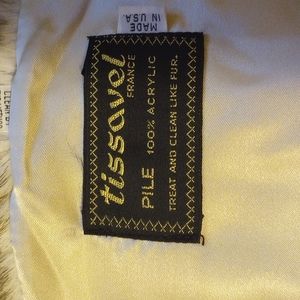 MADE
IN USA
tissavel
FRANCE
PILE 100% ACRYLIC
TREAT AND CLEAN LIKE FUR.